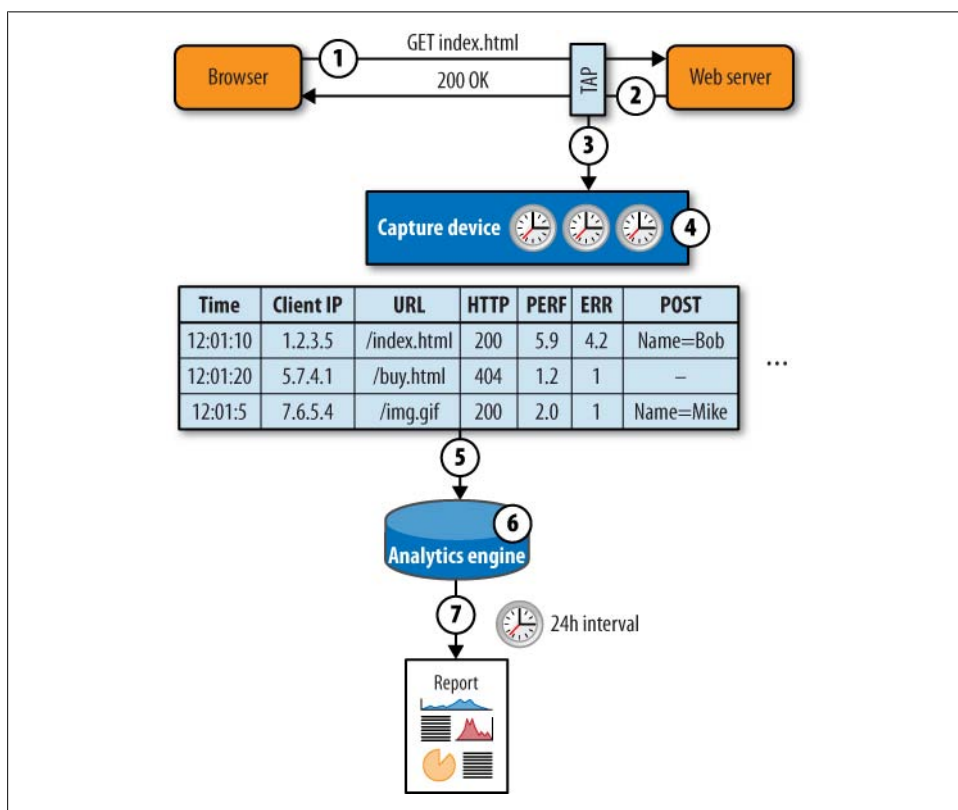 GET index.html
1
Browser
200 OK
TAP
2
Web server
3
Capture device
4
Time Client IP URL HTTP PERF ERR POST
12:01:10 1.2.3.5 /index.html 200 5.9 4.2 Name=Bob
12:01:20 5.7.4.1 /buy.html 404 1.2 1 –
12:01:5 7.6.5.4 /img.gif 200 2.0 1 Name=Mike
...
5
6
Analytics engine
7
24h interval
Report